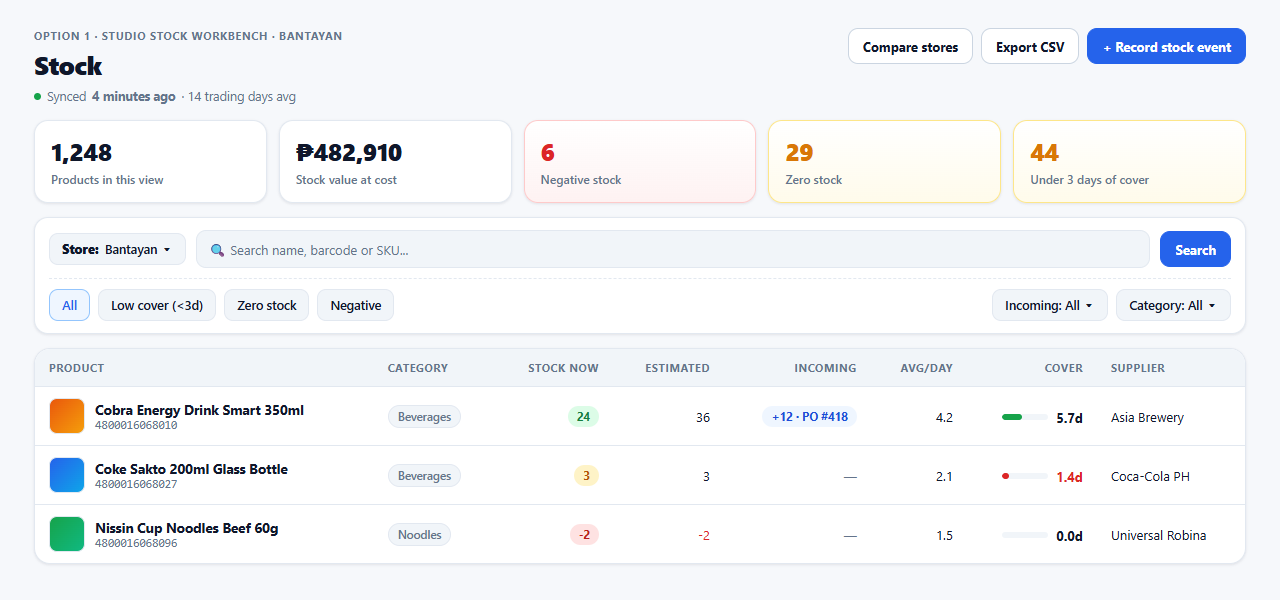 OPTION 1 · STUDIO STOCK WORKBENCH · BANTAYAN
Stock
Synced 4 minutes ago · 14 trading days avg
Compare stores
Export CSV
+ Record stock event
1,248
Products in this view
₱482,910
Stock value at cost
6
Negative stock
29
Zero stock
44
Under 3 days of cover
Store: Bantayan
Search name, barcode or SKU...
Search
All
Low cover (<3d)
Zero stock
Negative
Incoming: All
Category: All
PRODUCT CATEGORY STOCK NOW ESTIMATED INCOMING AVG/DAY COVER SUPPLIER
Cobra Energy Drink Smart 350ml
4800016068010
Beverages 24 36 +12 · PO #418 4.2 5.7d Asia Brewery
Coke Sakto 200ml Glass Bottle
4800016068027
Beverages 3 3 — 2.1 1.4d Coca-Cola PH
Nissin Cup Noodles Beef 60g
4800016068096
Noodles -2 -2 — 1.5 0.0d Universal Robina